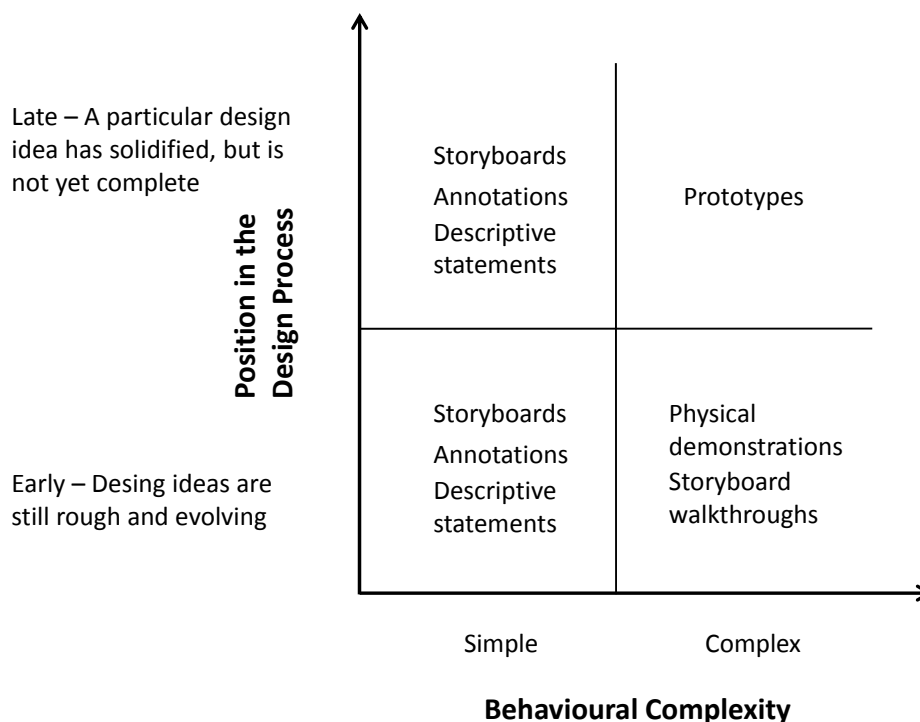 Late – A particular design
idea has solidified, but is
not yet complete
Position in the
Design Process
Storyboards
Annotations
Descriptive
statements
Prototypes
Early – Desing ideas are
still rough and evolving
Storyboards
Annotations
Descriptive
statements
Physical
demonstrations
Storyboard
walkthroughs
Simple
Complex
Behavioural Complexity